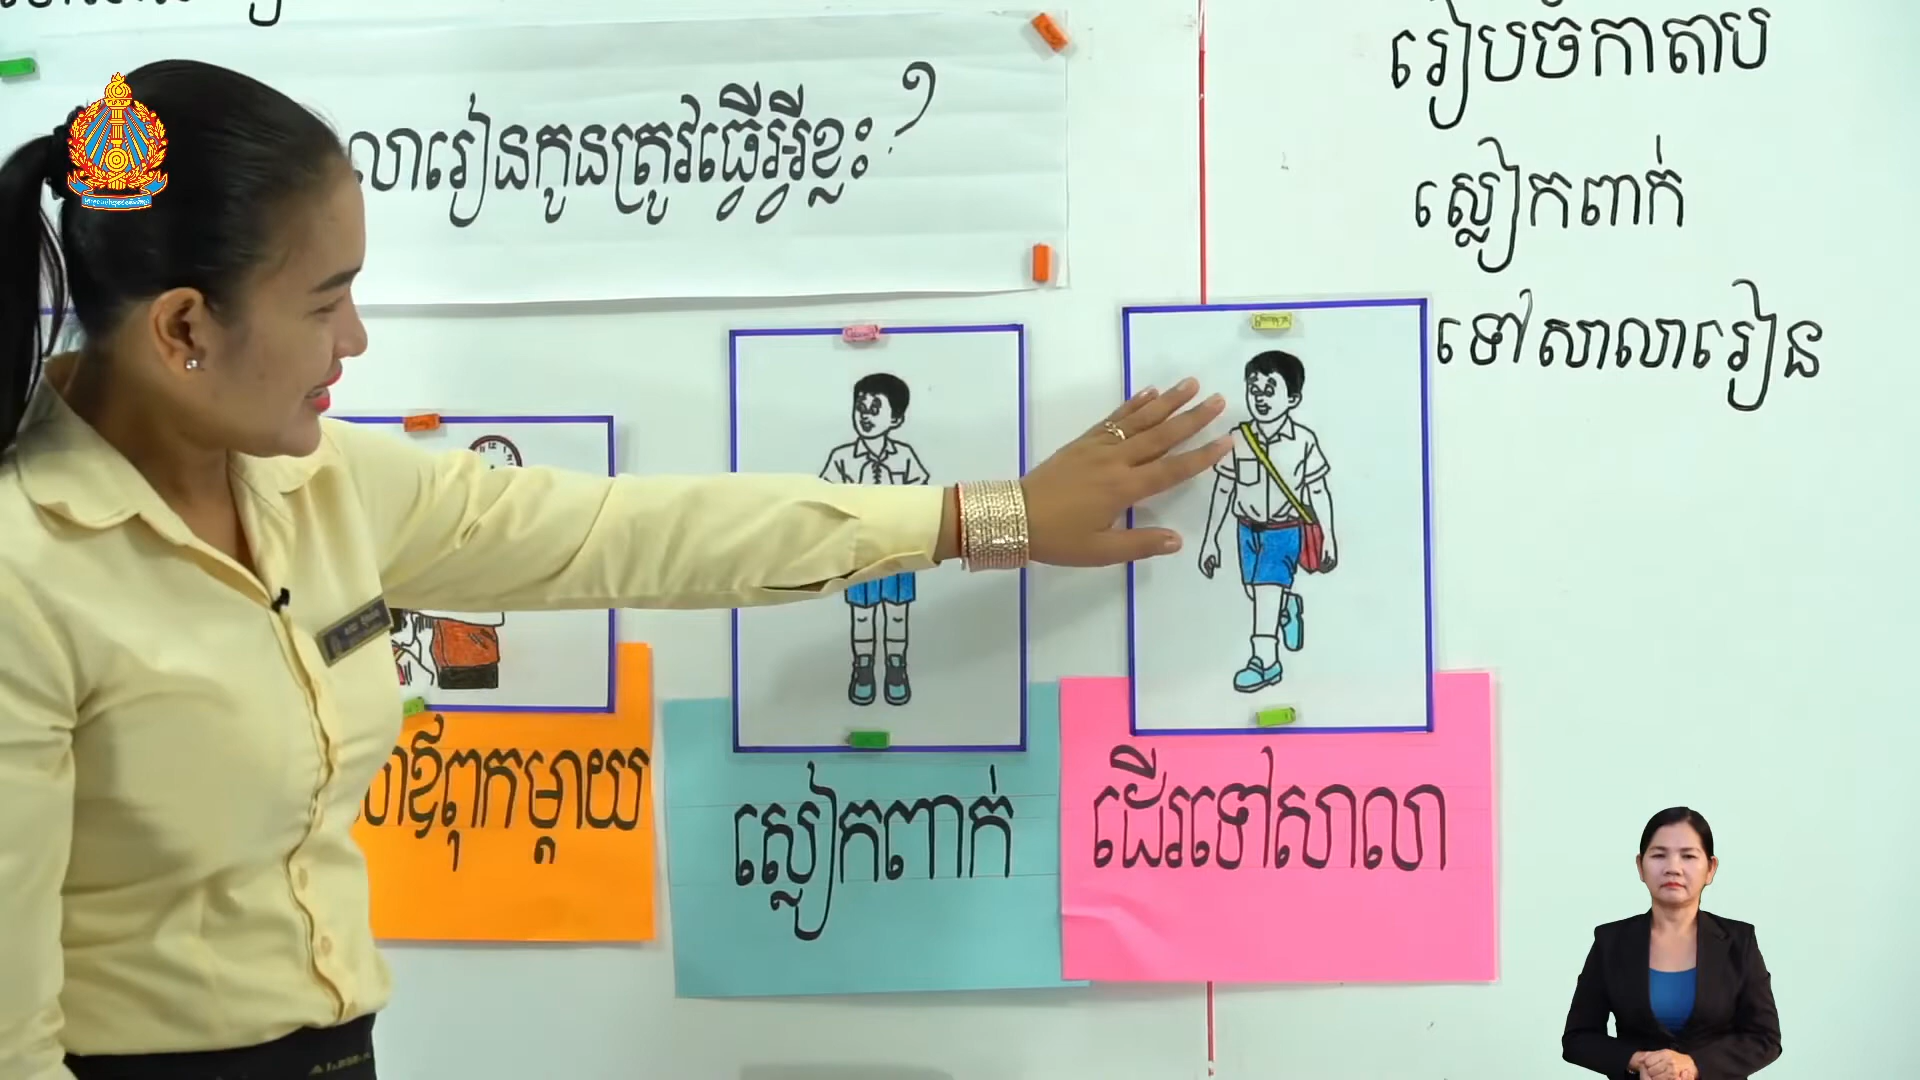 លារៀនកូនត្រូវធ្វើអ្វីខ្លះ?
រៀបចំកាតាប
ស្លៀកពាក់
ទៅសាលារៀន
លាឪពុកម្ដាយ
ស្លៀកពាក់
ដើរទៅសាលា